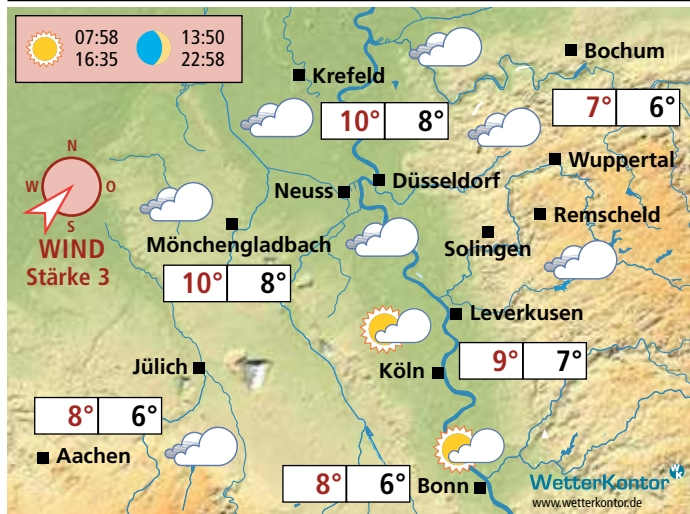 07:58 13:50
16:35 22:58
Bochum
Krefeld
10° 8°
7° 6°
N
W O
S
WIND
Stärke 3
Wuppertal
Neuss Düsseldorf
Remscheld
Mönchengladbach
Solingen
10° 8°
Leverkusen
Jülich
Köln
9° 7°
8° 6°
Aachen
8° 6°
Bonn
WetterKontor
wk
www.wetterkontor.de